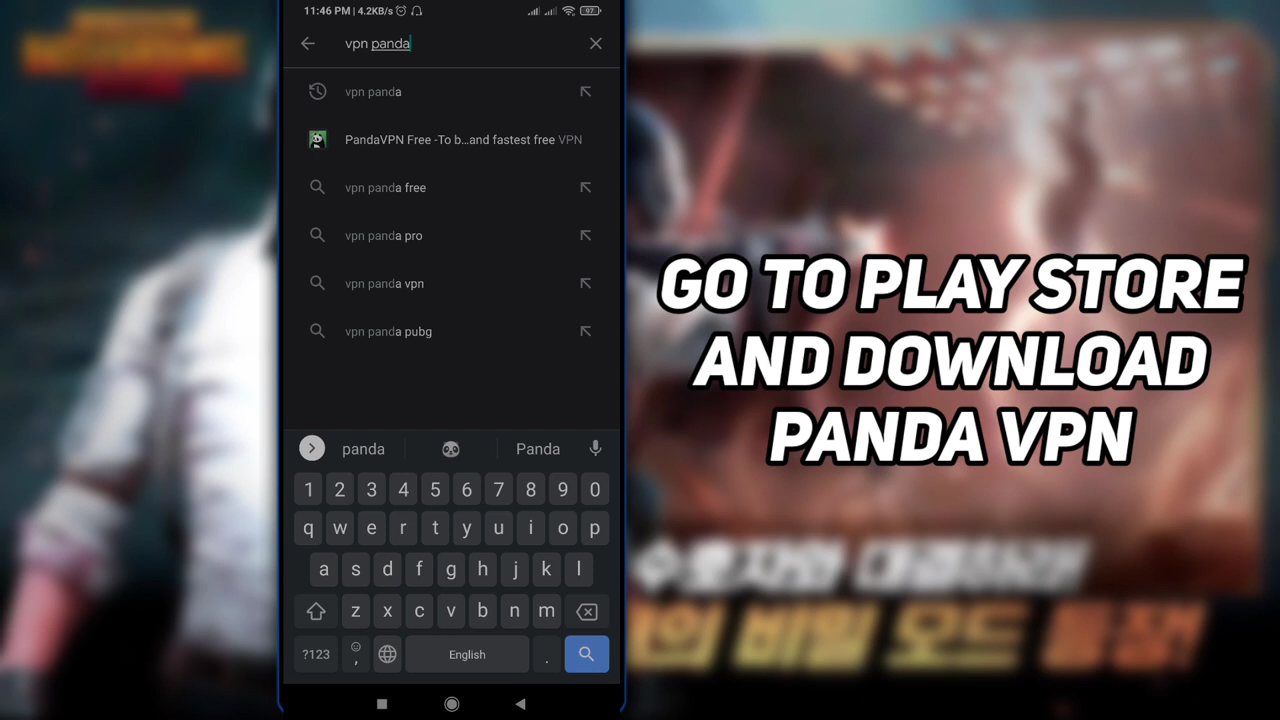 11:46 PM | 4.2KB/s
97
vpn panda
vpn panda
PandaVPN Free -To b...and fastest free VPN
vpn panda free
vpn panda pro
vpn panda vpn
vpn panda pubg
GO TO PLAY STORE
AND DOWNLOAD
PANDA VPN
panda Panda
1 2 3 4 5 6 7 8 9 0
q w e r t y u i o p
a s d f g h j k l
z x c v b n m
?123 , English .